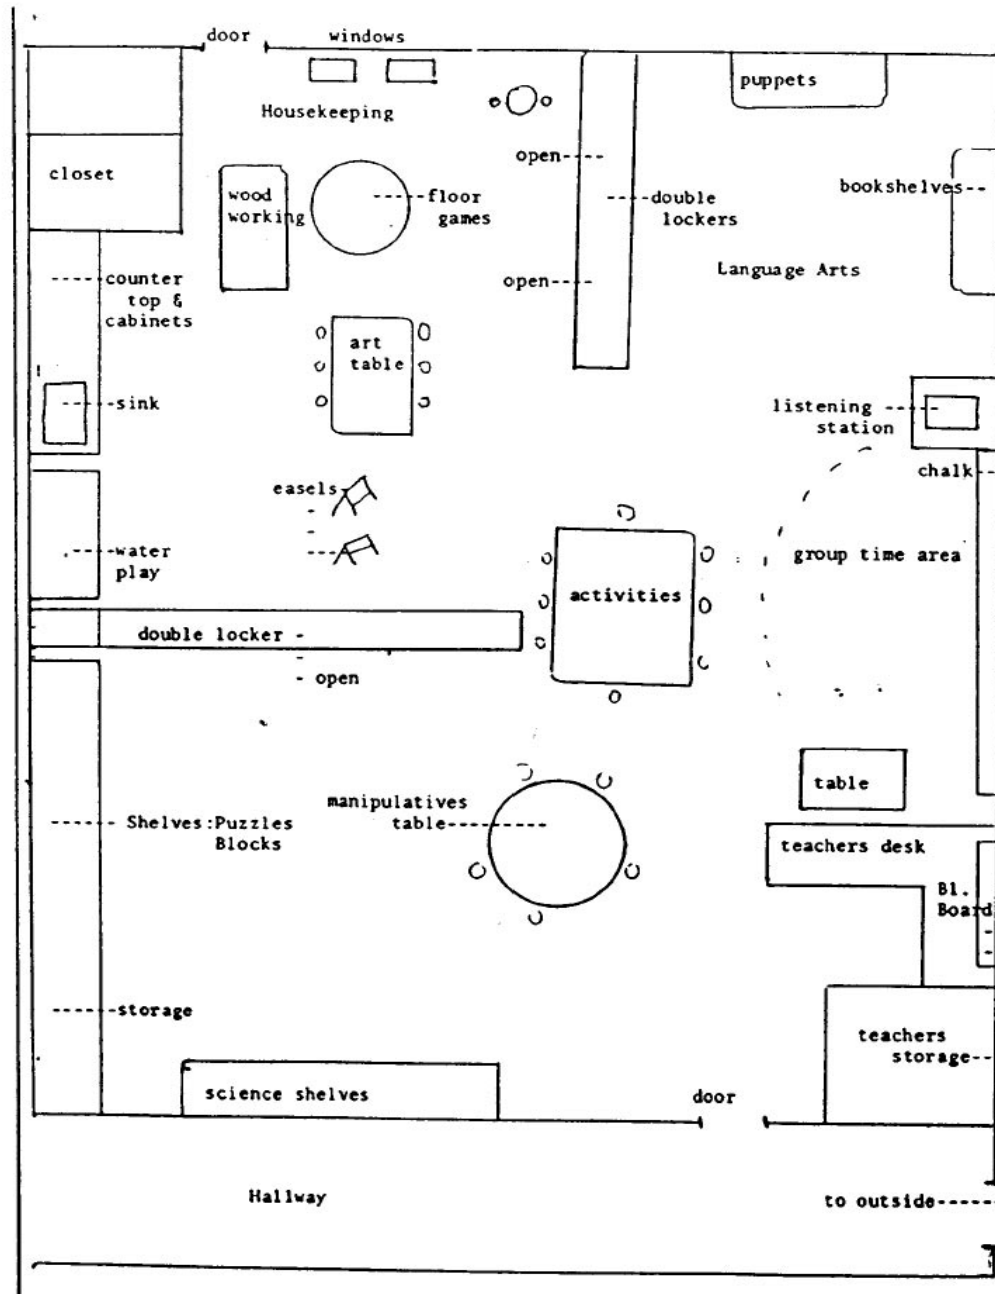 door
windows
puppets
Housekeeping
open
closet
wood
working
floor
games
double
lockers
bookshelves
counter
top &
cabinets
open
Language Arts
art
table
sink
listening
station
chalk
easels
water
play
group time area
activities
double locker
open
table
manipulatives
table
Shelves:Puzzles
Blocks
teachers desk
Bl.
Board
storage
teachers
storage
science shelves
door
Hallway
to outside